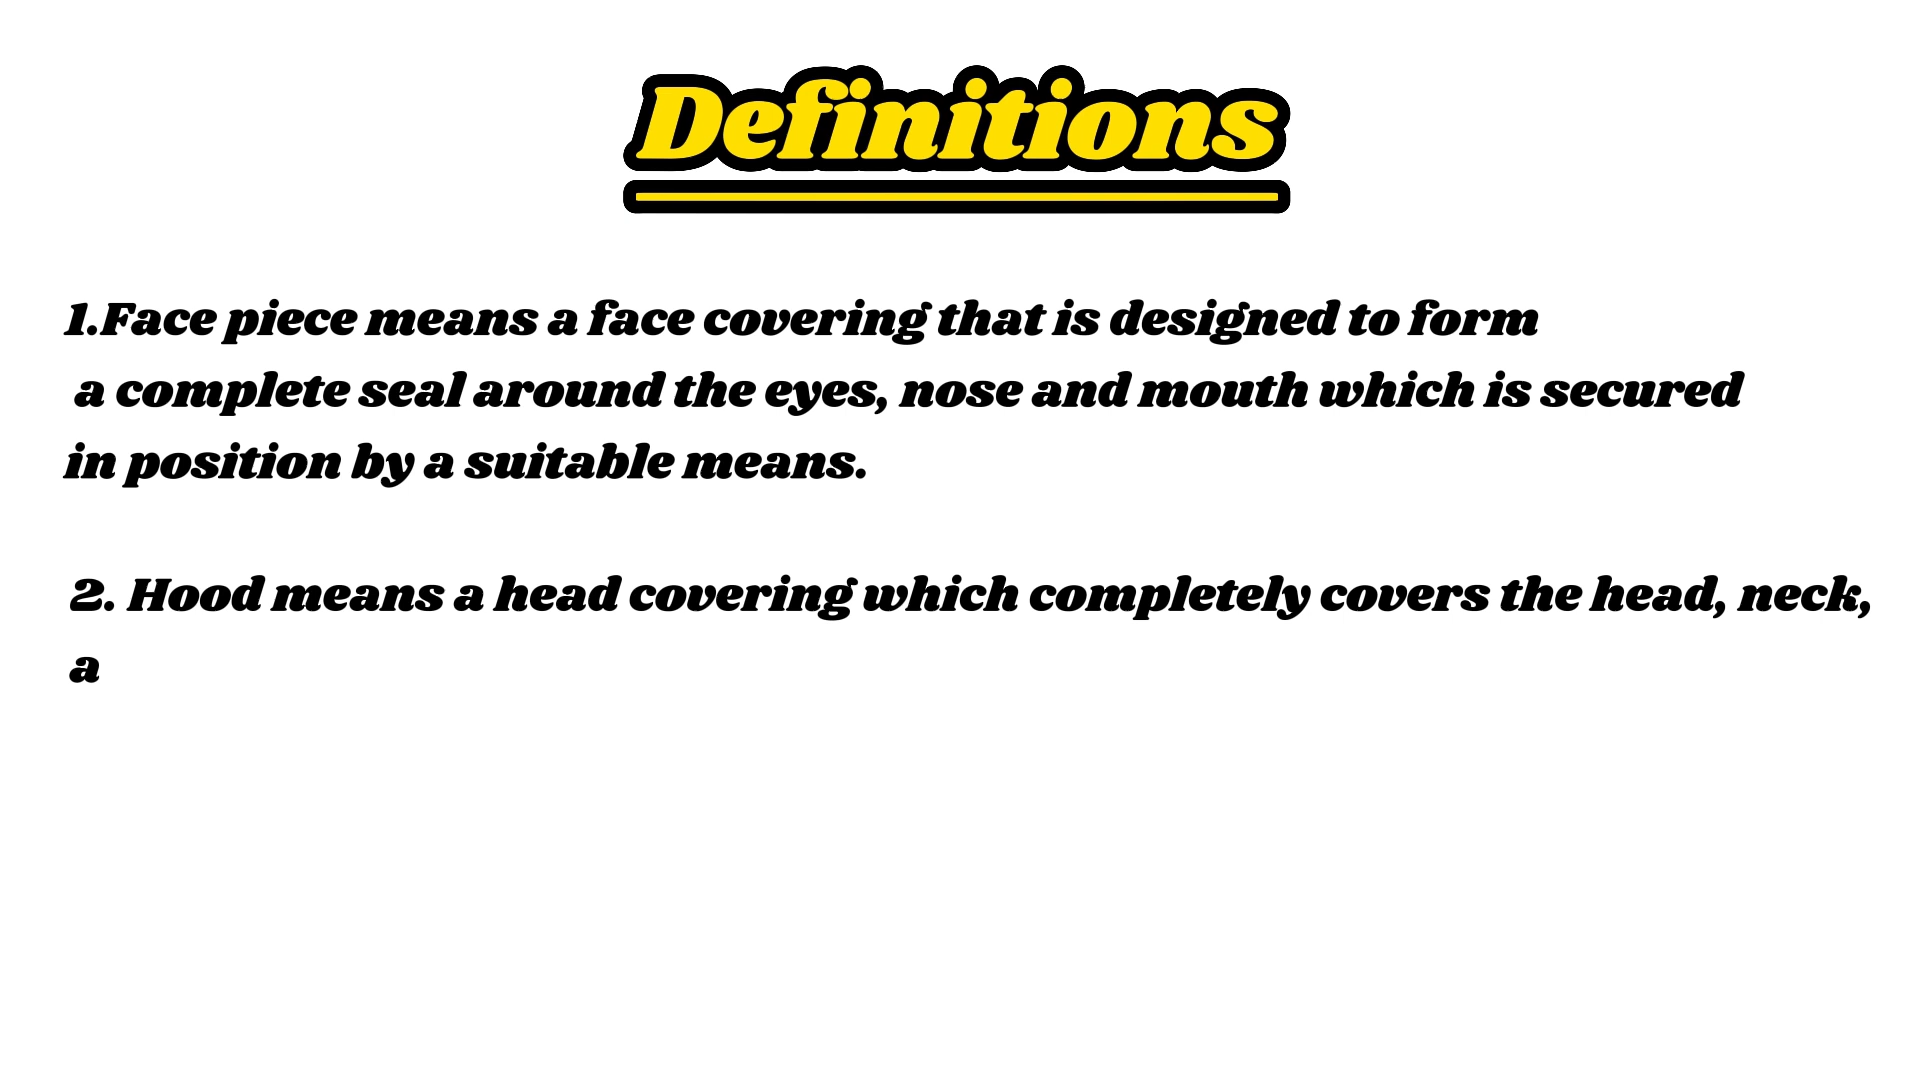 Definitions
1.Face piece means a face covering that is designed to form
a complete seal around the eyes, nose and mouth which is secured
in position by a suitable means.
2. Hood means a head covering which completely covers the head, neck,
a